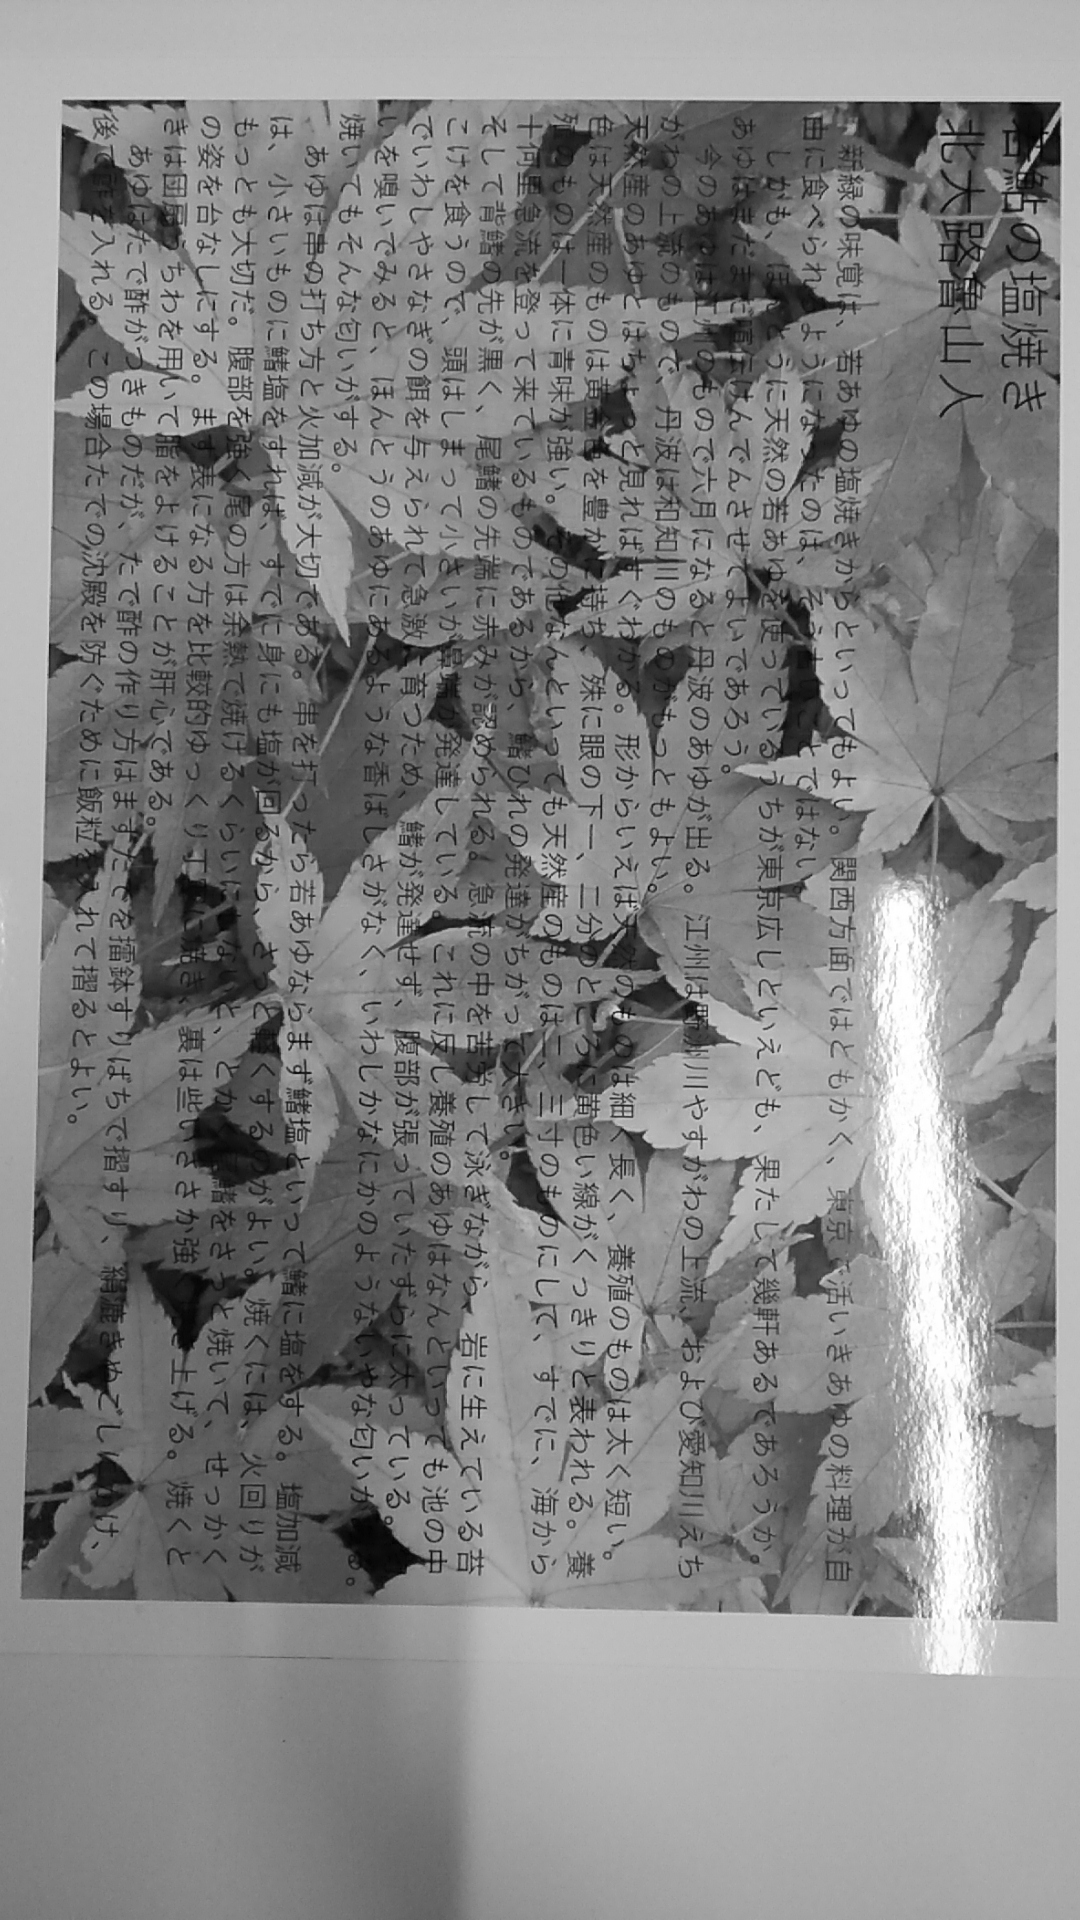 若鮎の塩焼き
北大路魯山人
新緑の味覚は、若あゆの塩焼きからといってもよい。関西方面ではともかく、東京で活いきあゆの料理が自
由に食べられるようになったのは、そう古いことではない。
しかも、ほんとうに天然の若あゆを使っているうちが東京広しといえども、果たして幾軒あるであろうか。
あゆはまだまだ宣伝けんでんさせてよいであろう。
今のあゆは江州のもので六月になると丹波のあゆが出る。江州は野洲川やすがわの上流、および愛知川えち
がわの上流のもので、丹波は和知川のものがもっともよい。
天然産のあゆとはちょっと見ればすぐわかる。形からいえば天然のものは細く長く、養殖のものは太く短い。
色は天然産のものは黄金色を豊かに持ち、殊に眼の下一、二分のところに黄色い線がくっきりと表われる。養
殖のものは一体に青味が強い。その他なんといっても天然産のものは二、三寸のものにして、すでに、海から
十何里急流を登って来ているものであるから、鰭ひれの発達がちがって大きい。
そして背鰭の先が黒く、尾鰭の先端に赤みが認められる。急流の中を苦労して泳ぎながら、岩に生えている苔
こけを食うので、頭はしまって小さいが鼻端が発達している。これに反し養殖のあゆはなんといっても池の中
でいわしやさなぎの餌を与えられて急激に育つため、鰭が発達せず、腹部が張っていたずらに太っている。
いを嗅いでみると、ほんとうのあゆにあるような香ばしさがなく、いわしかなにかのようないやな匂いがする。
焼いてもそんな匂いがする。
あゆは串の打ち方と火加減が大切である。串を打ったら若あゆならまず鰭塩といって鰭に塩をする。塩加減
は、小さいものに鰭塩をすれば、すでに身にも塩が回るから、さっと軽くするのがよい。焼くには、火回りが
もっとも大切だ。腹部を強く尾の方は余熱で焼けるくらいにしないと、とかく尾鰭をさっと焼いて、せっかく
の姿を台なしにする。まず表になる方を比較的ゆっくり丁寧に焼き、裏は些いささか強く焼き上げる。焼くと
きは団扇うちわを用いて脂をよけることが肝心である。
あゆはたで酢がつきものだが、たで酢の作り方はまずたでを擂鉢すりばちで摺すり、絹漉きぬごしにかけ、
後で酢を入れる。この場合たでの沈殿を防ぐために飯粒を入れて摺るとよい。